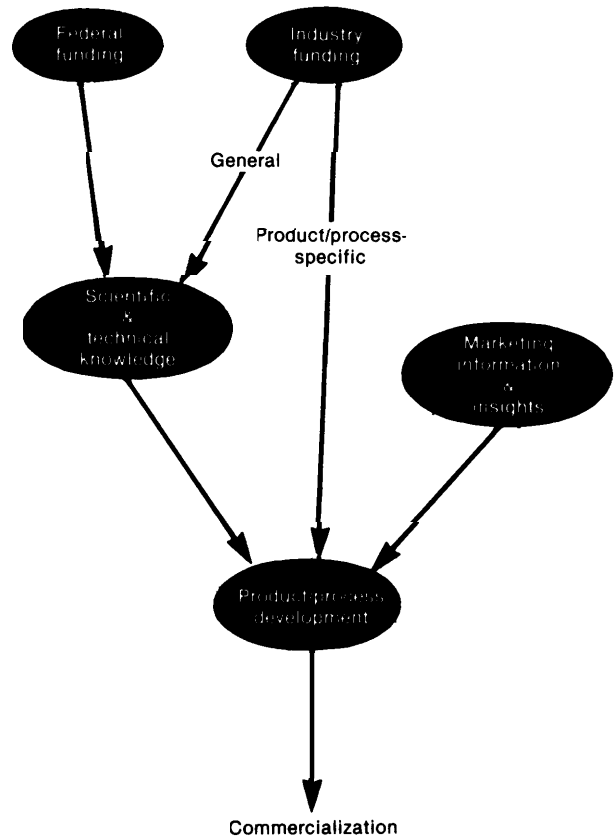 Federal
funding
Industry
funding
General
Product/process-
specific
Scientific
&
technical
knowledge
Marketing
information
&
insights
Product/process
development
Commercialization